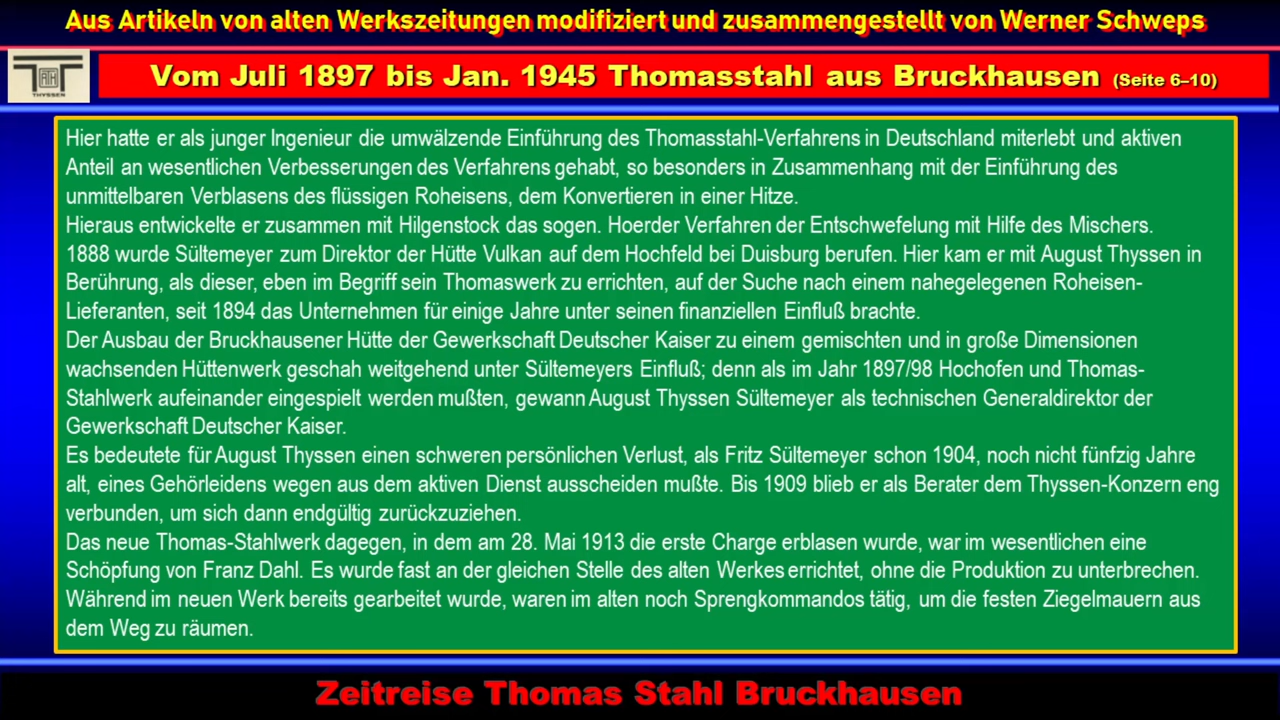 Aus Artikeln von alten Werkszeitungen modifiziert und zusammengestellt von Werner Schweps
THYSSEN
Vom Juli 1897 bis Jan. 1945 Thomasstahl aus Bruckhausen (Seite 6–10)
Hier hatte er als junger Ingenieur die umwälzende Einführung des Thomasstahl-Verfahrens in Deutschland miterlebt und aktiven
Anteil an wesentlichen Verbesserungen des Verfahrens gehabt, so besonders in Zusammenhang mit der Einführung des
unmittelbaren Verblasens des flüssigen Roheisens, dem Konvertieren in einer Hitze.
Hieraus entwickelte er zusammen mit Hilgenstock das sogen. Hoerder Verfahren der Entschwefelung mit Hilfe des Mischers.
1888 wurde Sültemeyer zum Direktor der Hütte Vulkan auf dem Hochfeld bei Duisburg berufen. Hier kam er mit August Thyssen in
Berührung, als dieser, eben im Begriff sein Thomaswerk zu errichten, auf der Suche nach einem nahegelegenen Roheisen-
Lieferanten, seit 1894 das Unternehmen für einige Jahre unter seinen finanziellen Einfluß brachte.
Der Ausbau der Bruckhausener Hütte der Gewerkschaft Deutscher Kaiser zu einem gemischten und in große Dimensionen
wachsenden Hüttenwerk geschah weitgehend unter Sültemeyers Einfluß; denn als im Jahr 1897/98 Hochofen und Thomas-
Stahlwerk aufeinander eingespielt werden mußten, gewann August Thyssen Sültemeyer als technischen Generaldirektor der
Gewerkschaft Deutscher Kaiser.
Es bedeutete für August Thyssen einen schweren persönlichen Verlust, als Fritz Sültemeyer schon 1904, noch nicht fünfzig Jahre
alt, eines Gehörleidens wegen aus dem aktiven Dienst ausscheiden mußte. Bis 1909 blieb er als Berater dem Thyssen-Konzern eng
verbunden, um sich dann endgültig zurückzuziehen.
Das neue Thomas-Stahlwerk dagegen, in dem am 28. Mai 1913 die erste Charge erblasen wurde, war im wesentlichen eine
Schöpfung von Franz Dahl. Es wurde fast an der gleichen Stelle des alten Werkes errichtet, ohne die Produktion zu unterbrechen.
Während im neuen Werk bereits gearbeitet wurde, waren im alten noch Sprengkommandos tätig, um die festen Ziegelmauern aus
dem Weg zu räumen.
Zeitreise Thomas Stahl Bruckhausen